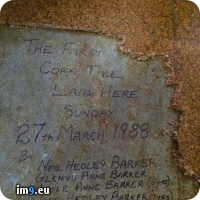 The First
Cork Tile
Laid Here
Sunday
27th March 1988
By
Neil Hedley Barker
Glenys Anne Barker
Anne Barker
Hedley Barker
im9.eu